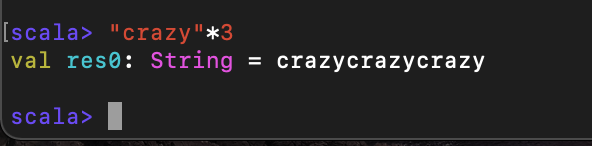 scala> "crazy"*3
val res0: String = crazycrazycrazy
scala>